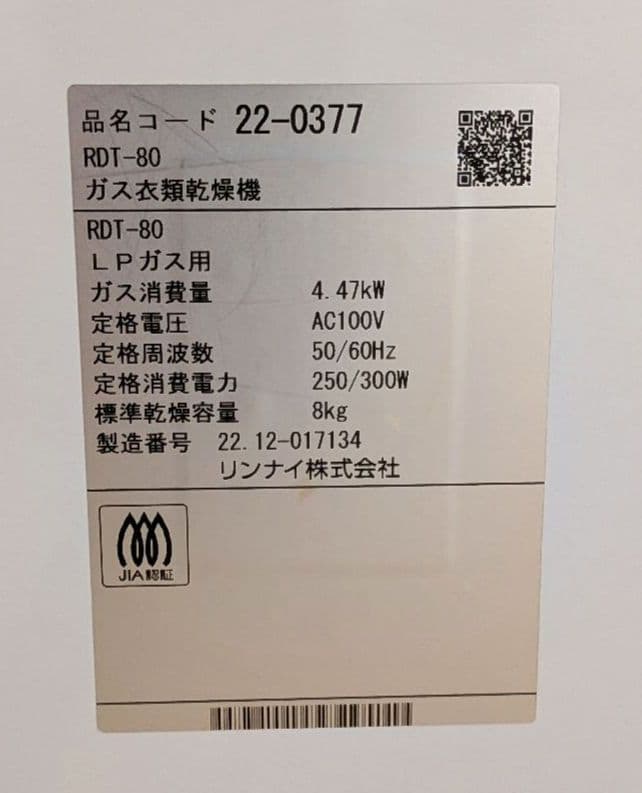 品名コード 22-0377
RDT-80
ガス衣類乾燥機
RDT-80
LPガス用
ガス消費量 4.47kW
定格電圧 AC100V
定格周波数 50/60Hz
定格消費電力 250/300W
標準乾燥容量 8kg
製造番号 22.12-017134
リンナイ株式会社
JIA認証